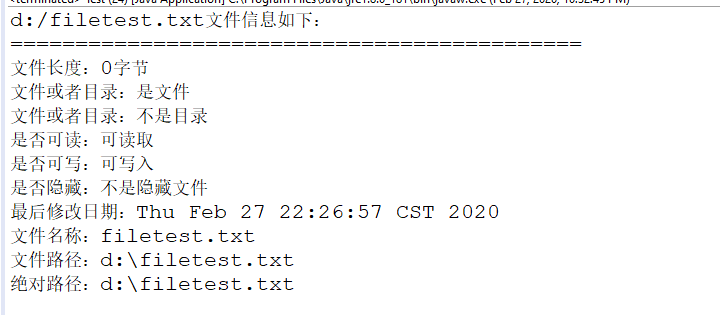 <terminated> Test (24) [Java Application] C:\Program Files\Java\jre1.8.0_161\bin\javaw.exe (Feb 27, 2020, 10:32:49 PM)
d:/filetest.txt文件信息如下:
===============================================
文件长度：0字节
文件或者目录：是文件
文件或者目录：不是目录
是否可读：可读取
是否可写：可写入
是否隐藏：不是隐藏文件
最后修改日期：Thu Feb 27 22:26:57 CST 2020
文件名称：filetest.txt
文件路径：d:\filetest.txt
绝对路径：d:\filetest.txt